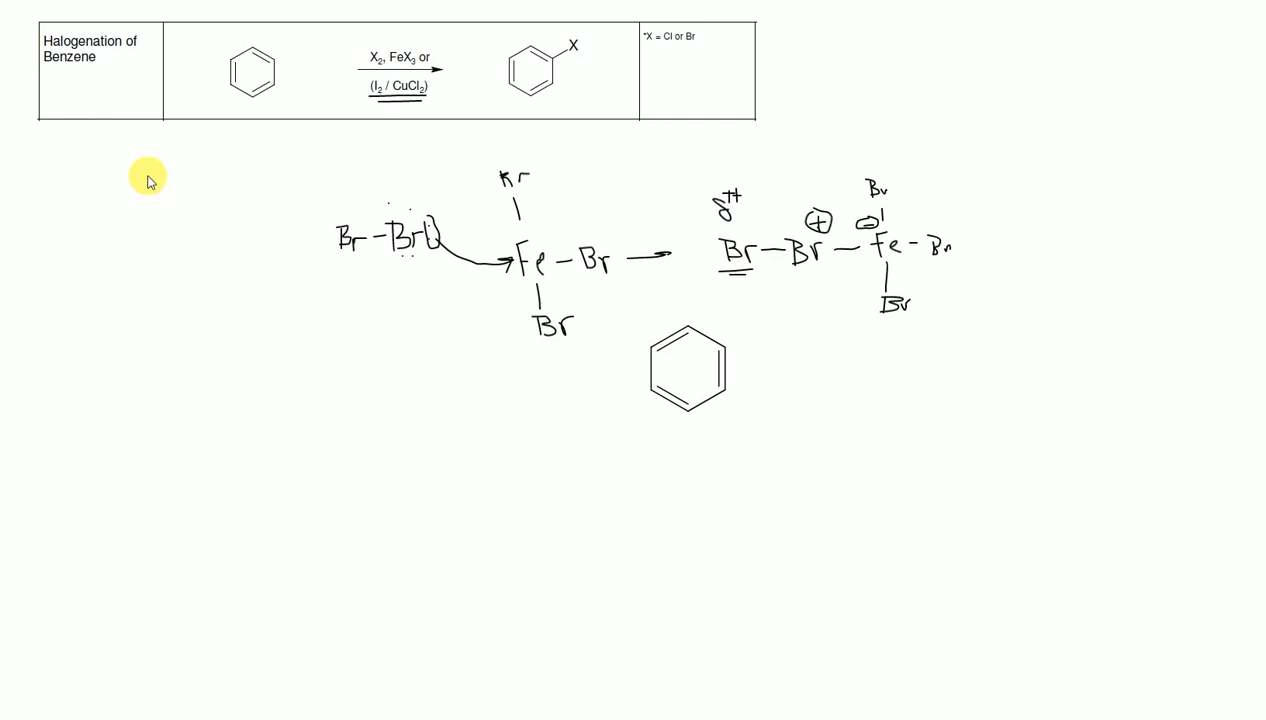 Halogenation of
Benzene
X₂, FeX₃ or
(I₂ / CuCl₂)
X
*X = Cl or Br
Br
Br – Br
Fe – Br
Br
δ++
Br – Br – Fe – Br
+
–
Br
Br